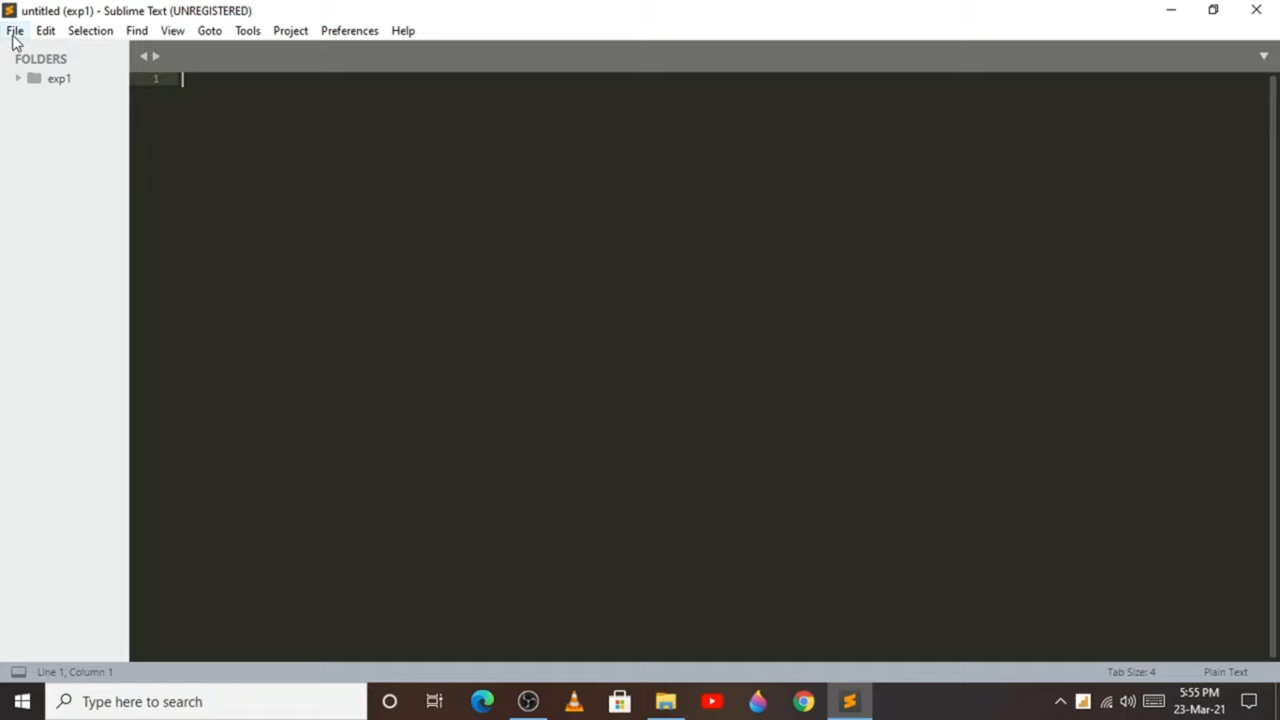 untitled (exp1) - Sublime Text (UNREGISTERED)
File Edit Selection Find View Goto Tools Project Preferences Help
FOLDERS
exp1
1
Line 1, Column 1
Tab Size: 4
Plain Text
Type here to search
5:55 PM
23-Mar-21